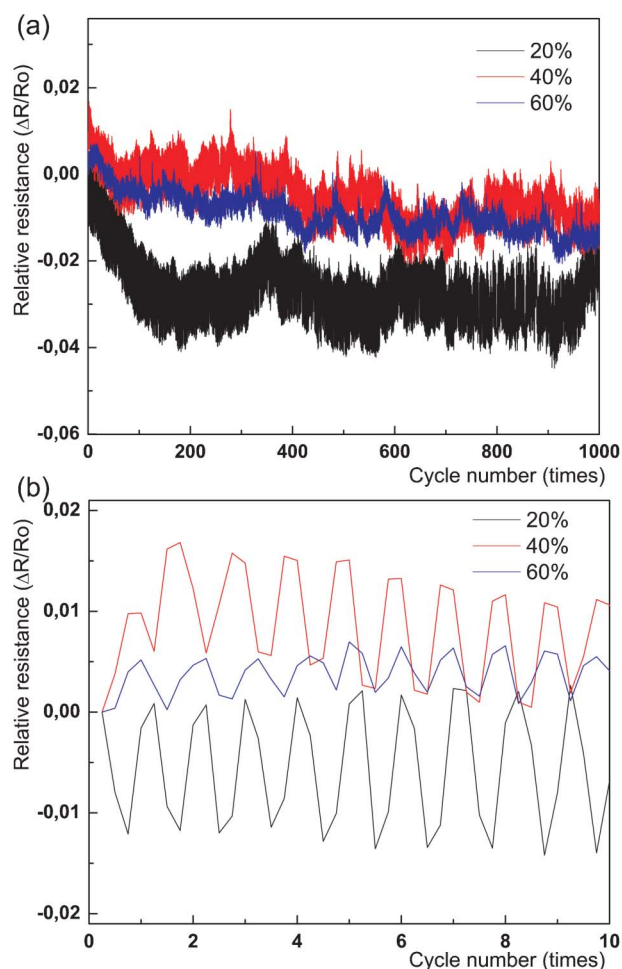 (a)
20%
40%
60%
0,02
0,00
-0,02
-0,04
-0,06
Relative resistance (ΔR/Ro)
0 200 400 600 800 1000
Cycle number (times)
(b)
20%
40%
60%
0,02
0,01
0,00
-0,01
-0,02
Relative resistance (ΔR/Ro)
0 2 4 6 8 10
Cycle number (times)